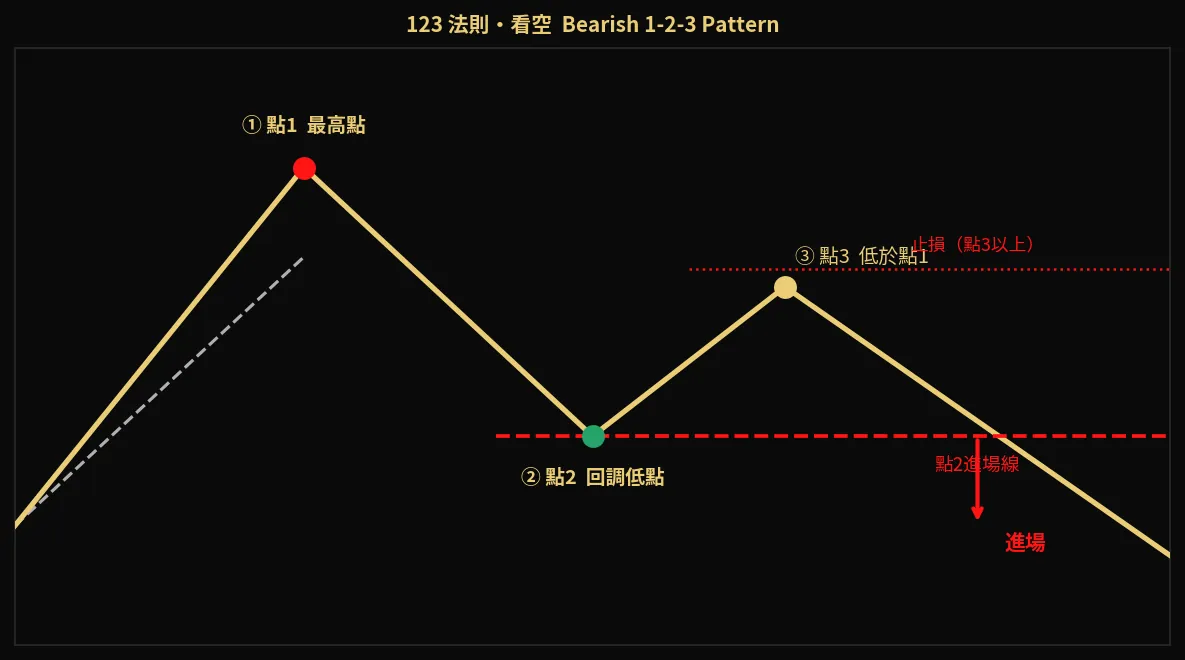 123 法則・看空 Bearish 1-2-3 Pattern
① 點1 最高點
止損（點3以上）
③ 點3 低於點1
點2進場線
② 點2 回調低點
進場